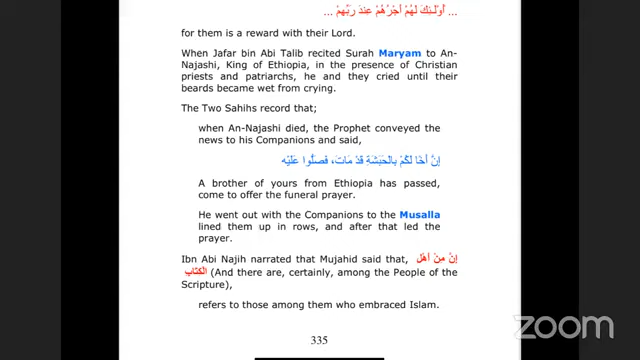 ... أُوْلَـئِكَ لَهُمْ أَجْرُهُمْ عِندَ رَبِّهِمْ ...
for them is a reward with their Lord.
When Jafar bin Abi Talib recited Surah Maryam to An-
Najashi, King of Ethiopia, in the presence of Christian
priests and patriarchs, he and they cried until their
beards became wet from crying.
The Two Sahihs record that;
when An-Najashi died, the Prophet conveyed the
news to his Companions and said,
إِنَّ أَخًا لَكُمْ بِالْحَبَشَةِ قَدْ مَاتَ، فَصَلُّوا عَلَيْه
A brother of yours from Ethiopia has passed,
come to offer the funeral prayer.
He went out with the Companions to the Musalla
lined them up in rows, and after that led the
prayer.
Ibn Abi Najih narrated that Mujahid said that, إِنَّ مِنْ أَهْلِ
الْكِتَابِ (And there are, certainly, among the People of the
Scripture),
refers to those among them who embraced Islam.
335
zoom